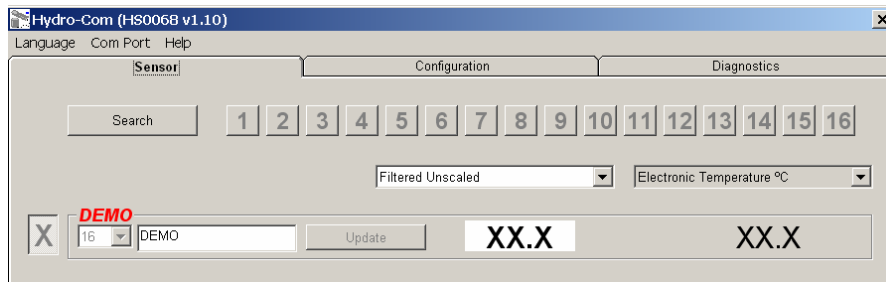 Hydro-Com (HS0068 v1.10)
Language Com Port Help
Sensor Configuration Diagnostics
Search 1 2 3 4 5 6 7 8 9 10 11 12 13 14 15 16
Filtered Unscaled Electronic Temperature ºC
DEMO
X 16 DEMO Update XX.X XX.X